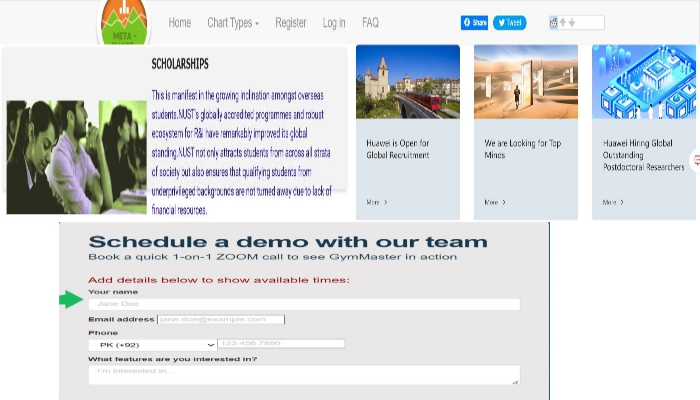 META -
Home
Chart Types
Register
Log in
FAQ
Share
Tweet
SCHOLARSHIPS
This is manifest in the growing inclination amongst overseas
students.NUST's globally accredited programmes and robust
ecosystem for R&I have remarkably improved its global
standing.NUST not only attracts students from across all strata
of society but also ensures that qualifying students from
underprivileged backgrounds are not turned away due to lack of
financial resources.
Huawei is Open for
Global Recruitment
More >
We are Looking for Top
Minds
More >
Huawei Hiring Global
Outstanding
Postdoctoral Researchers
More >
Schedule a demo with our team
Book a quick 1-on-1 ZOOM call to see GymMaster in action
Add details below to show available times:
Your name
Jane Doe
Email address jane.doe@example.com
Phone
PK (+92) 123 456 7890
What features are you interested in?
I'm interested in...